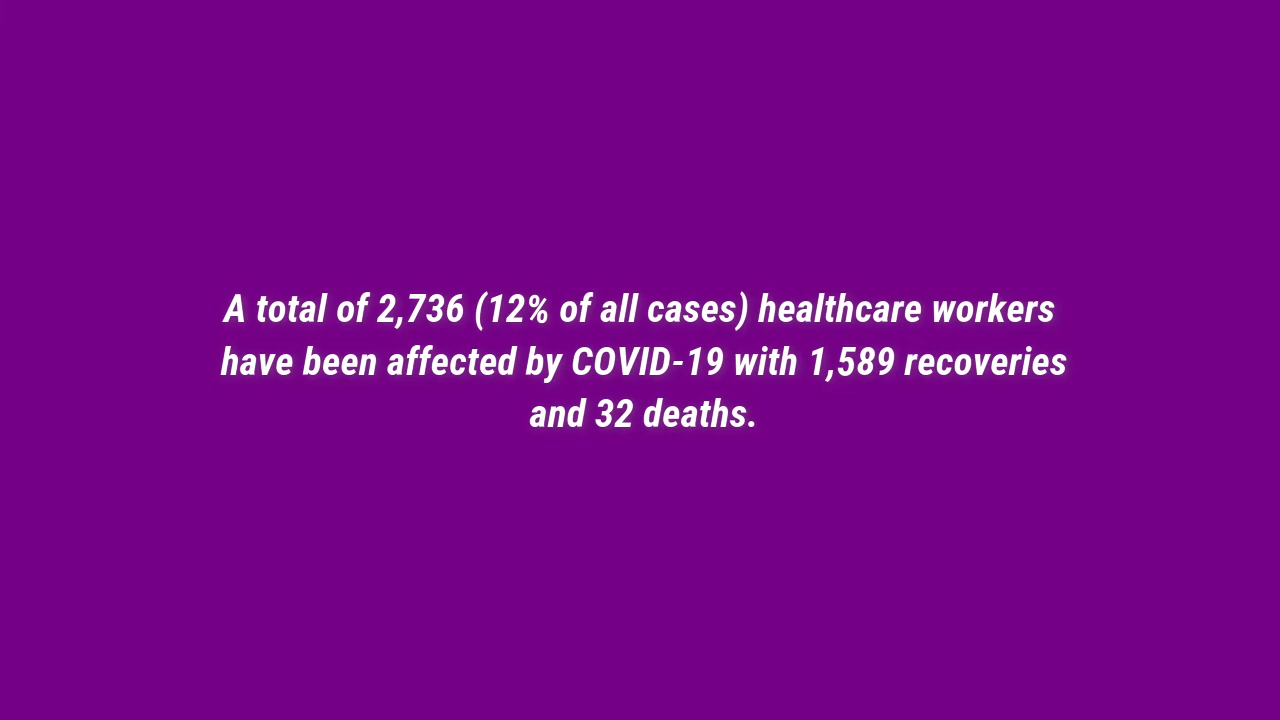 A total of 2,736 (12% of all cases) healthcare workers
have been affected by COVID-19 with 1,589 recoveries
and 32 deaths.